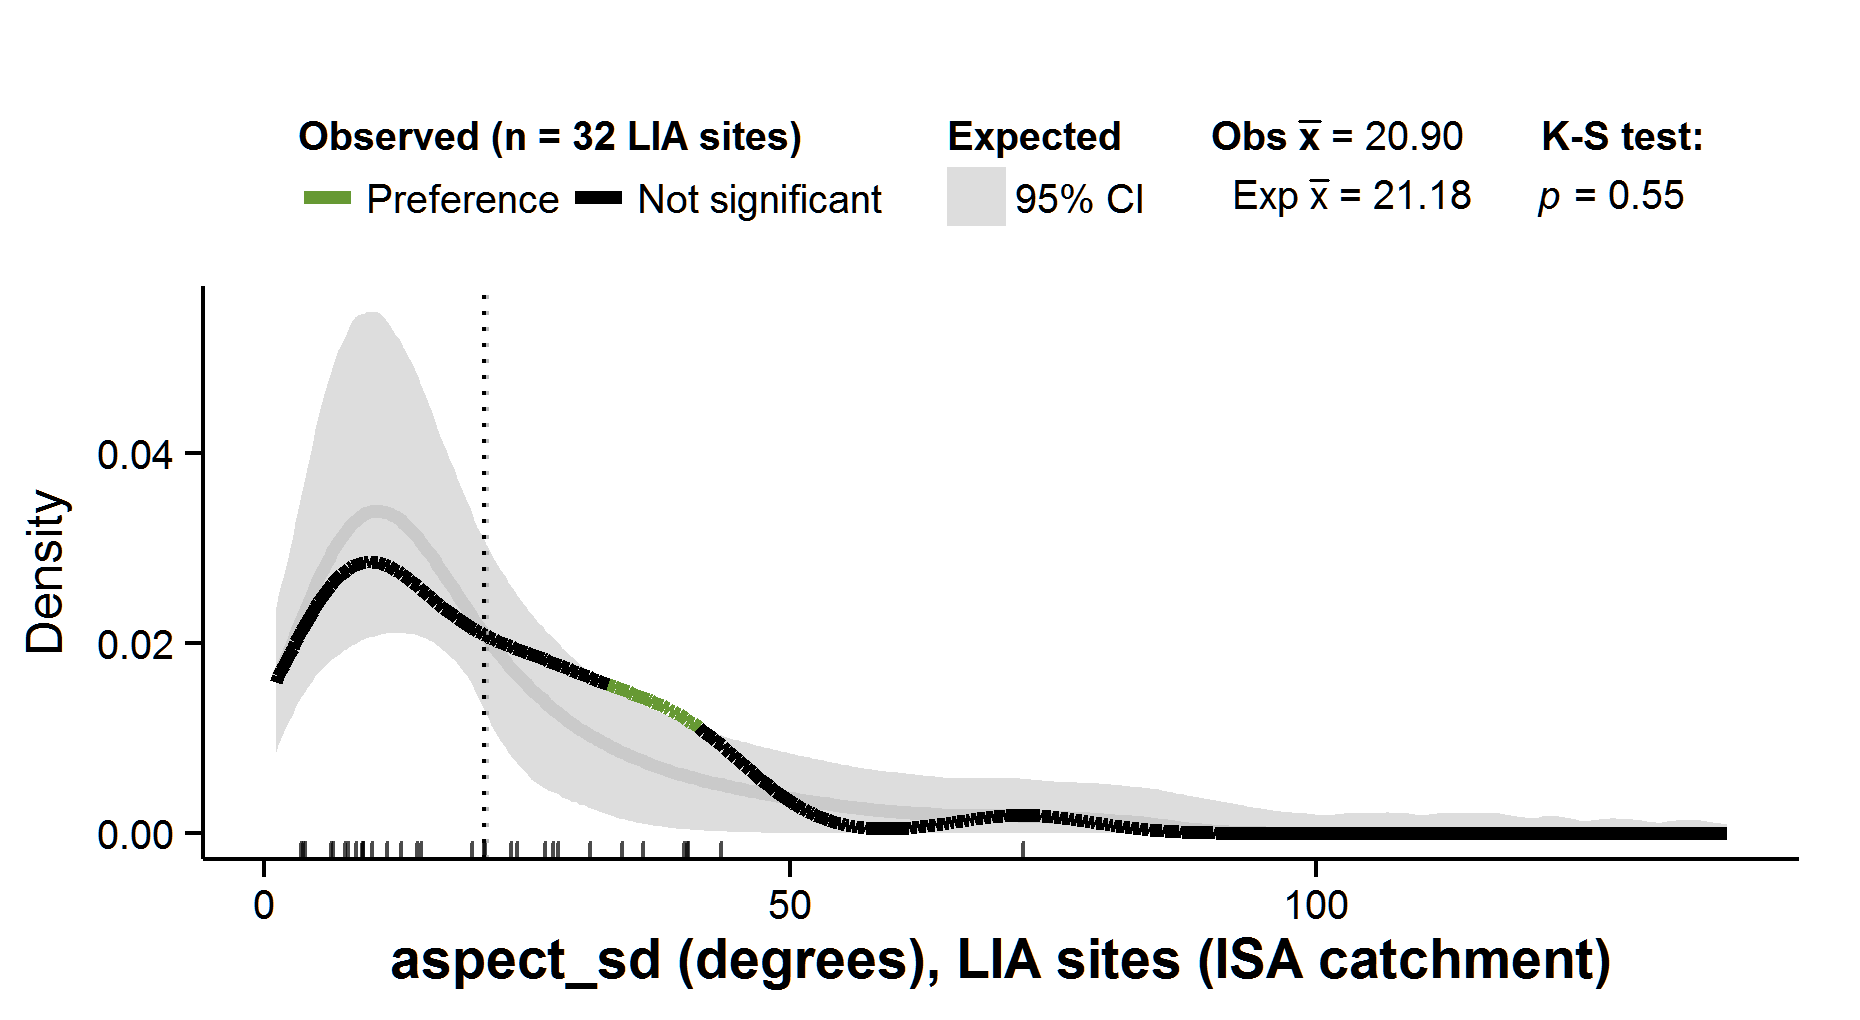 Observed (n = 32 LIA sites) Expected Obs x̅ = 20.90 K-S test:
Preference Not significant 95% CI Exp x̅ = 21.18 p = 0.55
Density
0.04
0.02
0.00
0 50 100
aspect_sd (degrees), LIA sites (ISA catchment)